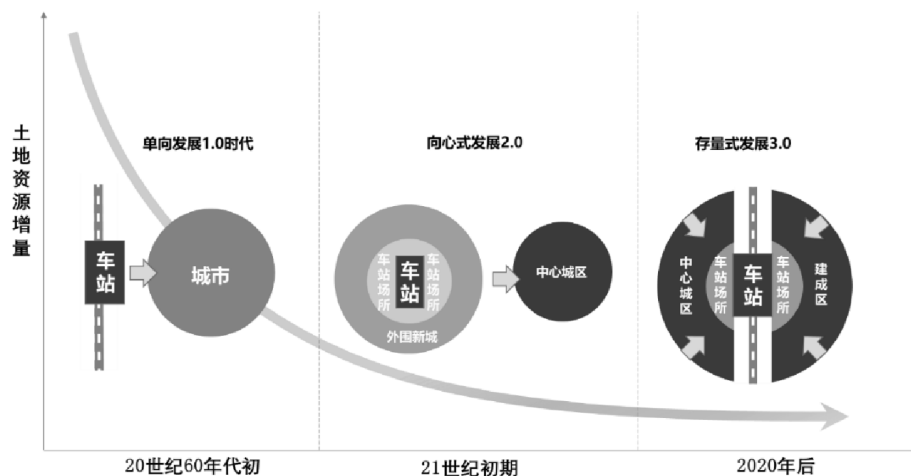 土地资源增量
单向发展1.0时代
向心式发展2.0
存量式发展3.0
车站
城市
车站场所
车站
车站场所
外国新城
中心城区
中心城区
车站场所
车站
车站场所
建成区
20世纪60年代初
21世纪初期
2020年后